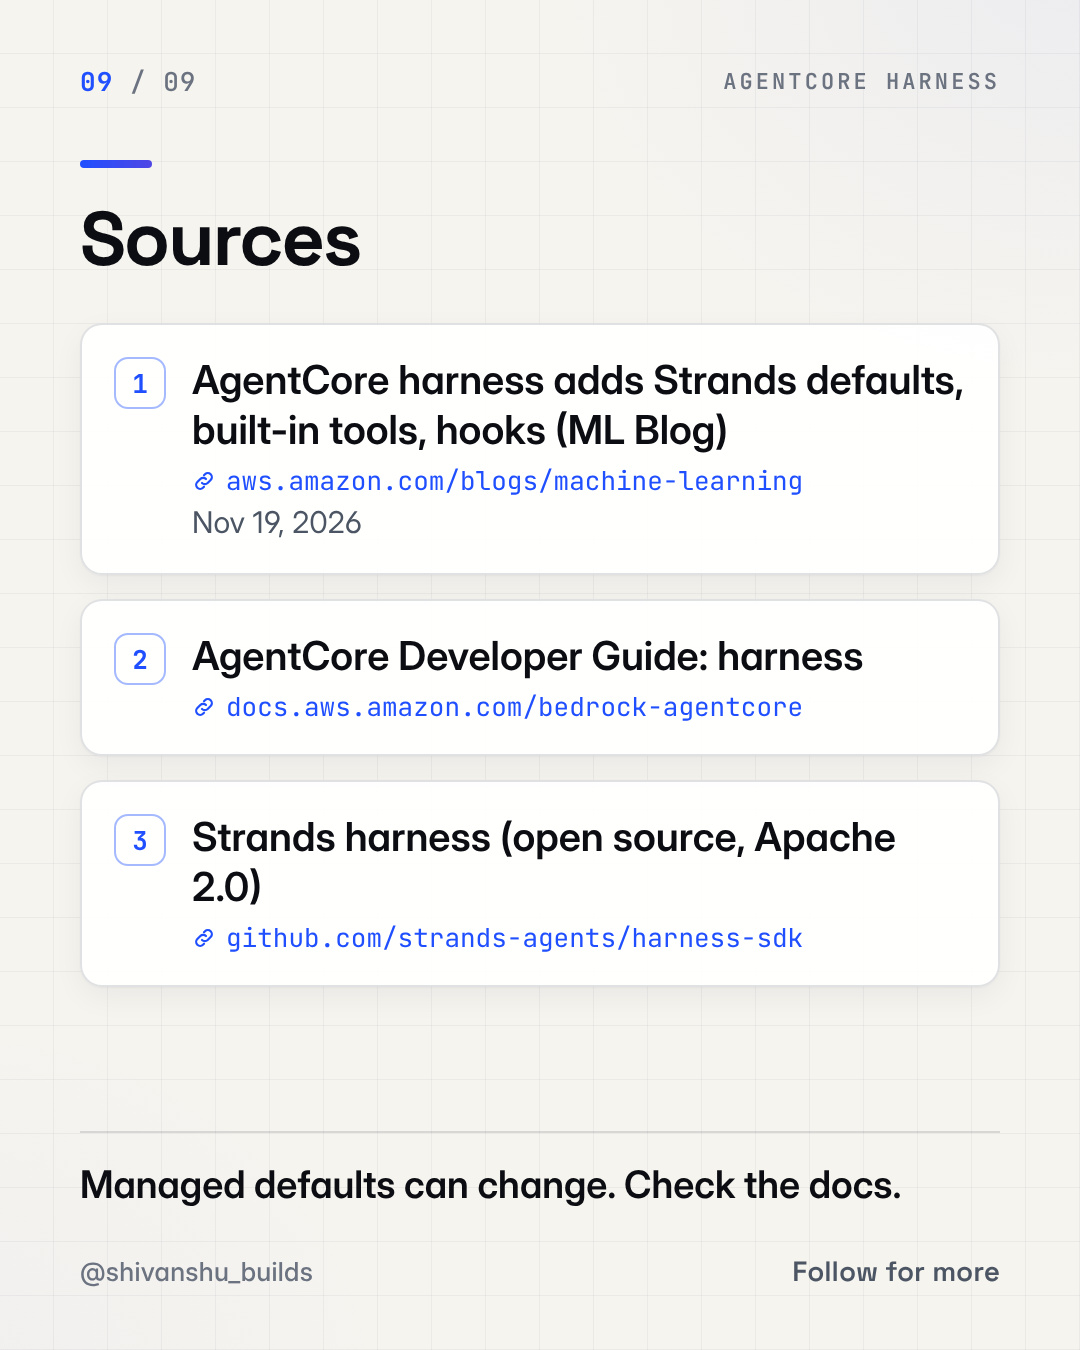 09 / 09
AGENTCORE HARNESS
Sources
1
AgentCore harness adds Strands defaults,
built-in tools, hooks (ML Blog)
aws.amazon.com/blogs/machine-learning
Nov 19, 2026
2
AgentCore Developer Guide: harness
docs.aws.amazon.com/bedrock-agentcore
3
Strands harness (open source, Apache
2.0)
github.com/strands-agents/harness-sdk
Managed defaults can change. Check the docs.
@shivanshu_builds
Follow for more